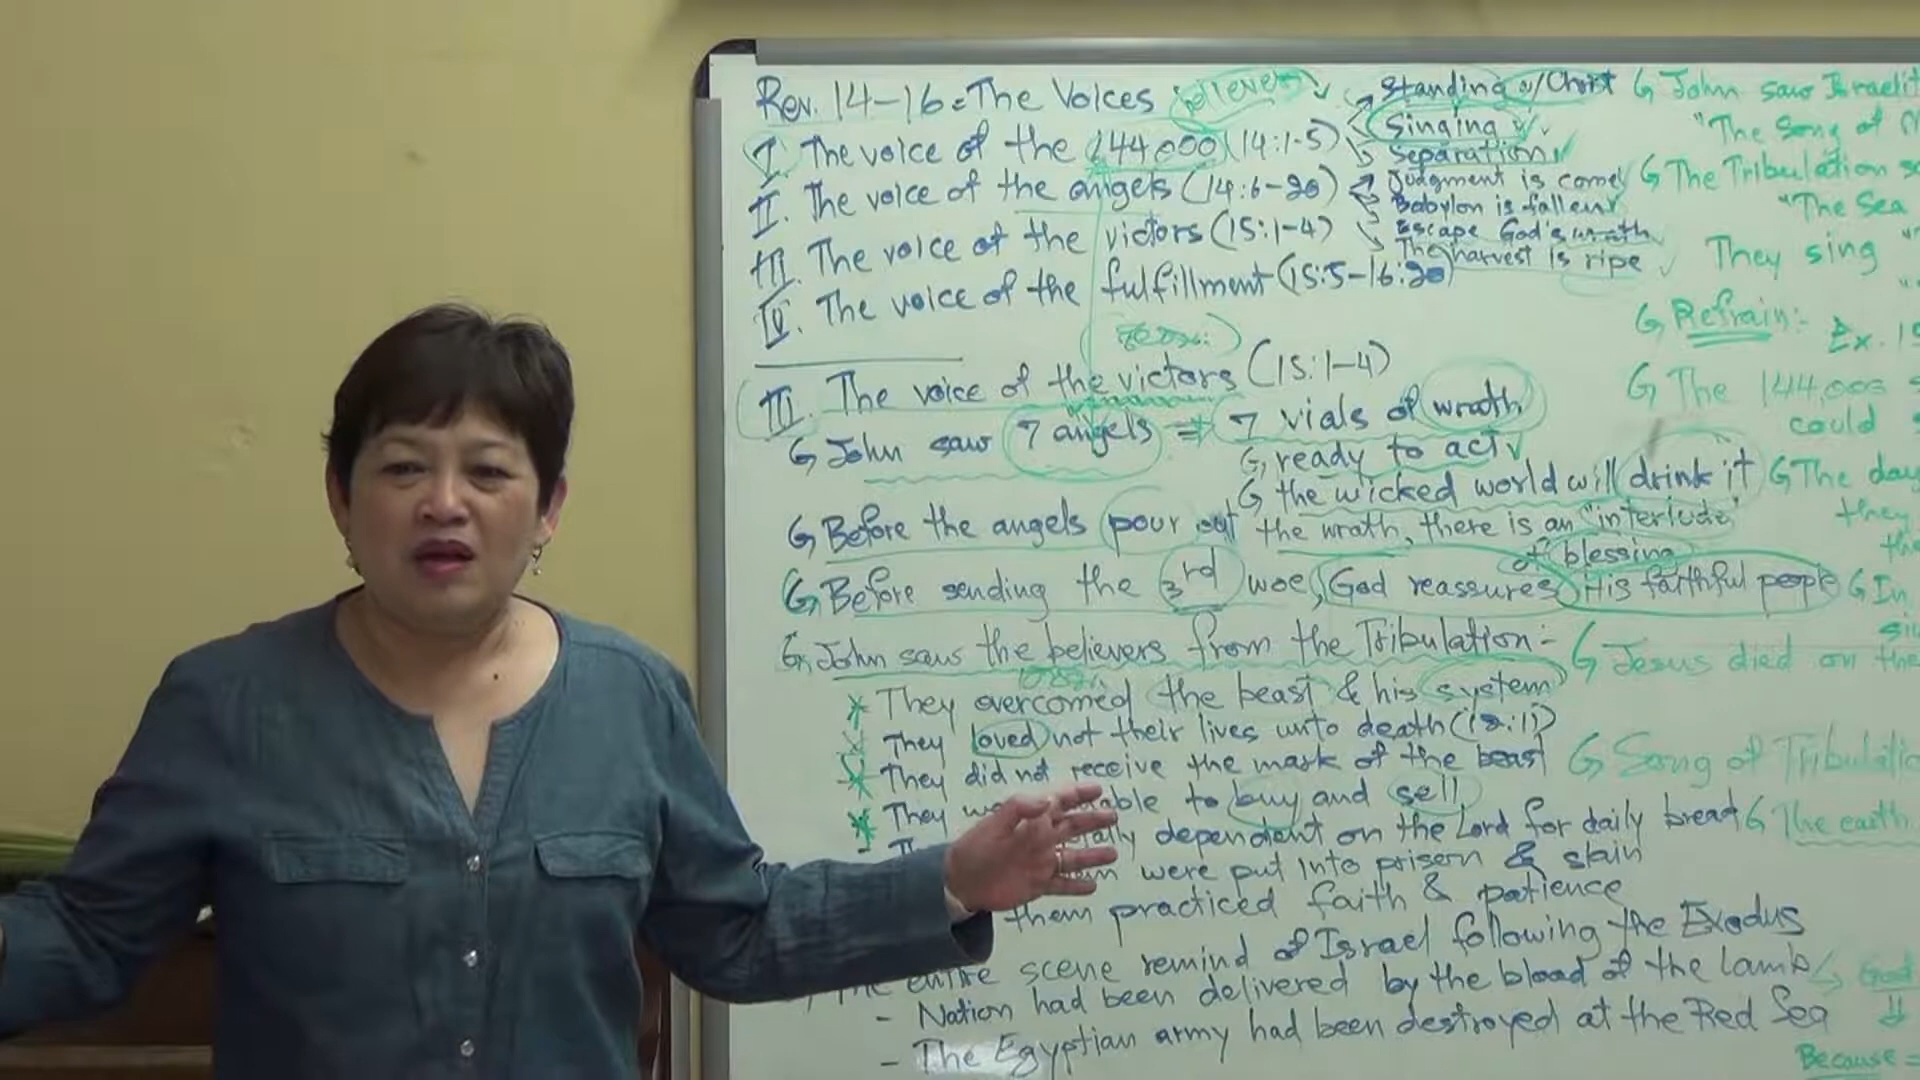 Rev. 14-16 = The Voices believers
Standing w/ Christ
Singing
Separation
I. The voice of the 144,000 (14:1-5)
II. The voice of the angels (14:6-20)
Judgment is come
Babylon is fallen
Escape God's wrath
The harvest is ripe
III. The voice of the victors (15:1-4)
IV. The voice of the fulfillment (15:5-16:20)
III. The voice of the victors (15:1-4)
John saw 7 angels ⇒ 7 vials of wrath
ready to act
the wicked world will drink it
Before the angels pour out the wrath, there is an "interlude"
of blessing
Before sending the 3rd woe, God reassures His faithful people
John saw the believers from the Tribulation:-
They overcomed the beast & his system
They loved not their lives unto death (12:11)
They did not receive the mark of the beast
They able to buy and sell
dependent on the Lord for daily bread
were put into prison & slain
them practiced faith & patience
entire scene remind of Israel following the Exodus
- Nation had been delivered by the blood of the lamb
- The Egyptian army had been destroyed at the Red Sea
John saw
"The Song of
The Tribulation
"The Sea
They sing
Refrain:- Ex.
The 144,000
could
The day
they
In
Jesus died on the
Song of
The earth
God
Because =